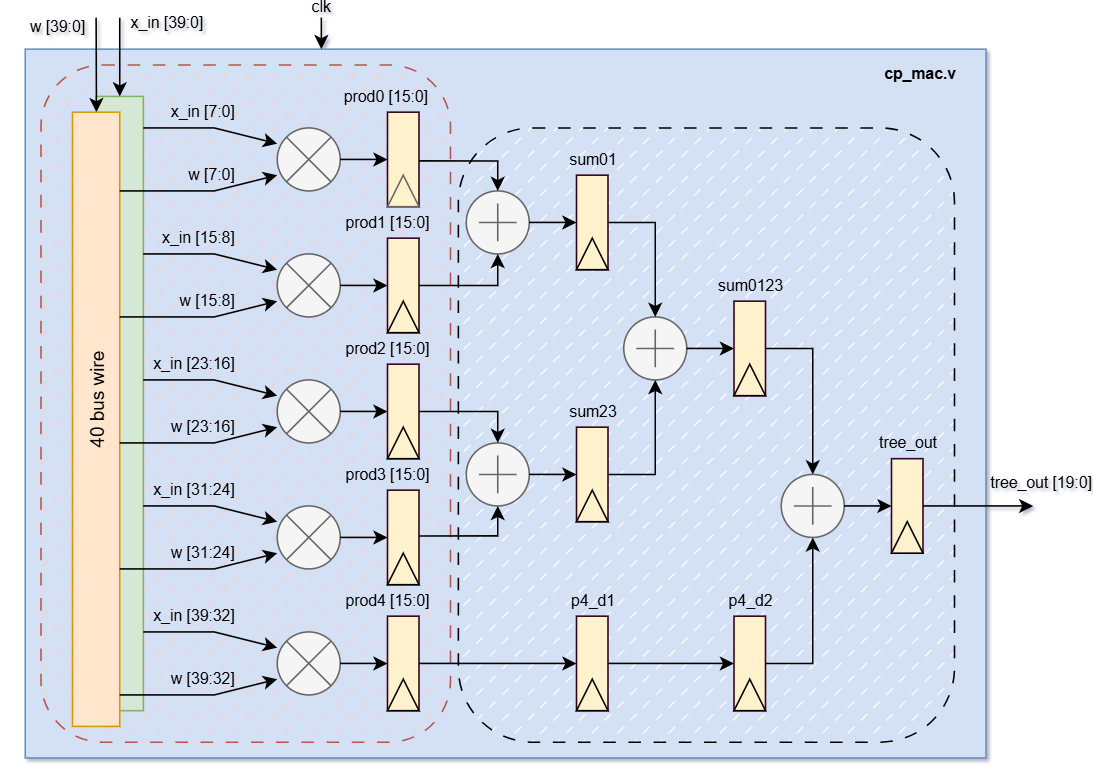 clk
w [39:0]
x_in [39:0]
cp_mac.v
x_in [7:0]
prod0 [15:0]
w [7:0]
sum01
x_in [15:8]
prod1 [15:0]
w [15:8]
sum0123
40 bus wire
x_in [23:16]
prod2 [15:0]
w [23:16]
sum23
tree_out
x_in [31:24]
prod3 [15:0]
tree_out [19:0]
w [31:24]
x_in [39:32]
prod4 [15:0]
p4_d1
p4_d2
w [39:32]